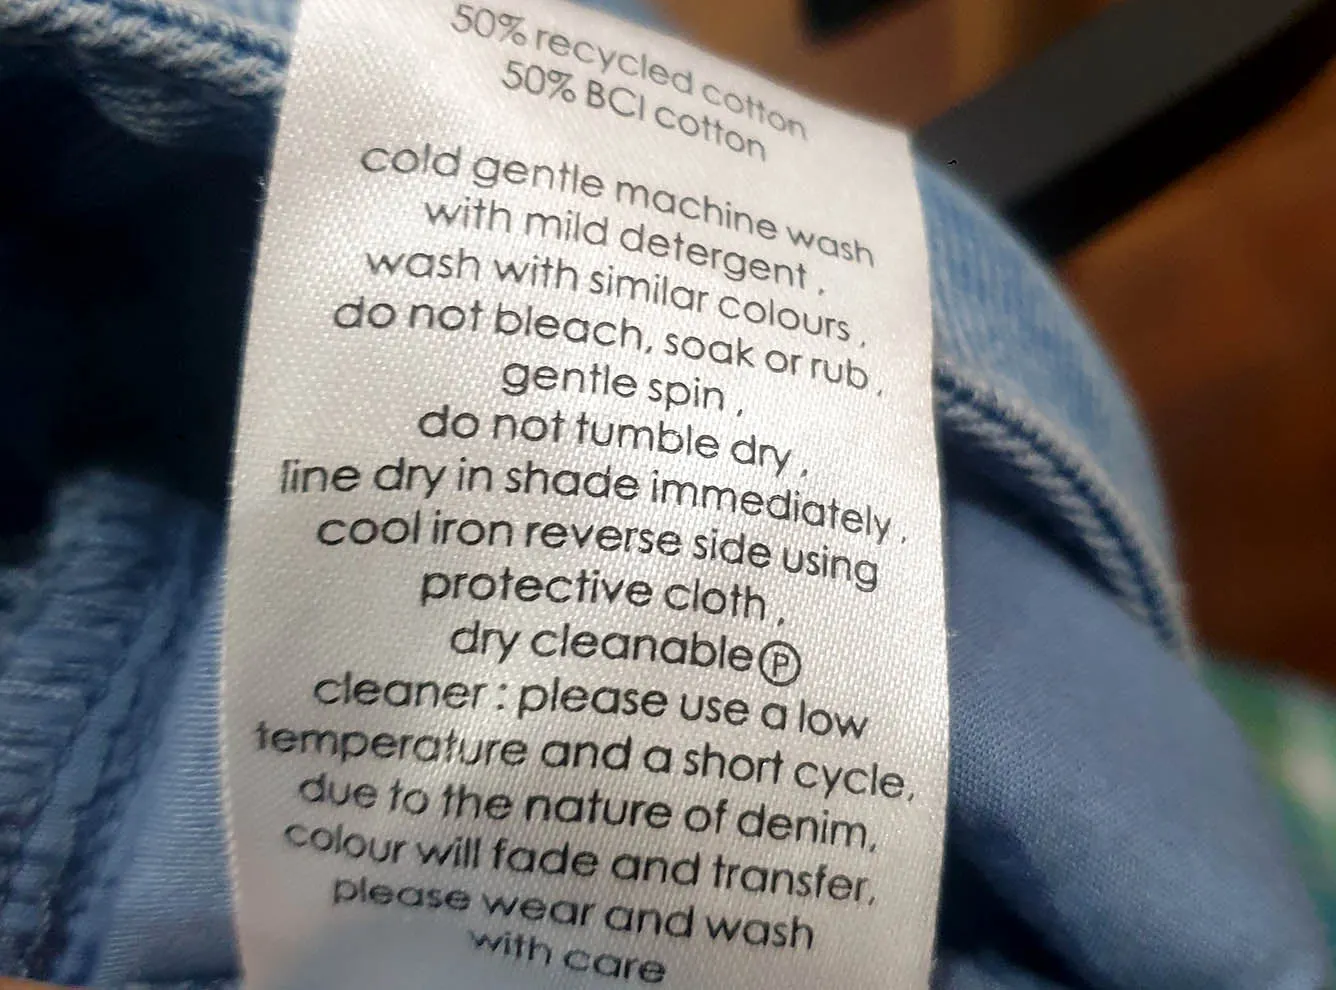 50% recycled cotton
50% BCI cotton
cold gentle machine wash
with mild detergent ,
wash with similar colours ,
do not bleach, soak or rub ,
gentle spin ,
do not tumble dry ,
line dry in shade immediately ,
cool iron reverse side using
protective cloth ,
dry cleanable Ⓟ
cleaner : please use a low
temperature and a short cycle,
due to the nature of denim,
colour will fade and transfer,
please wear and wash
with care